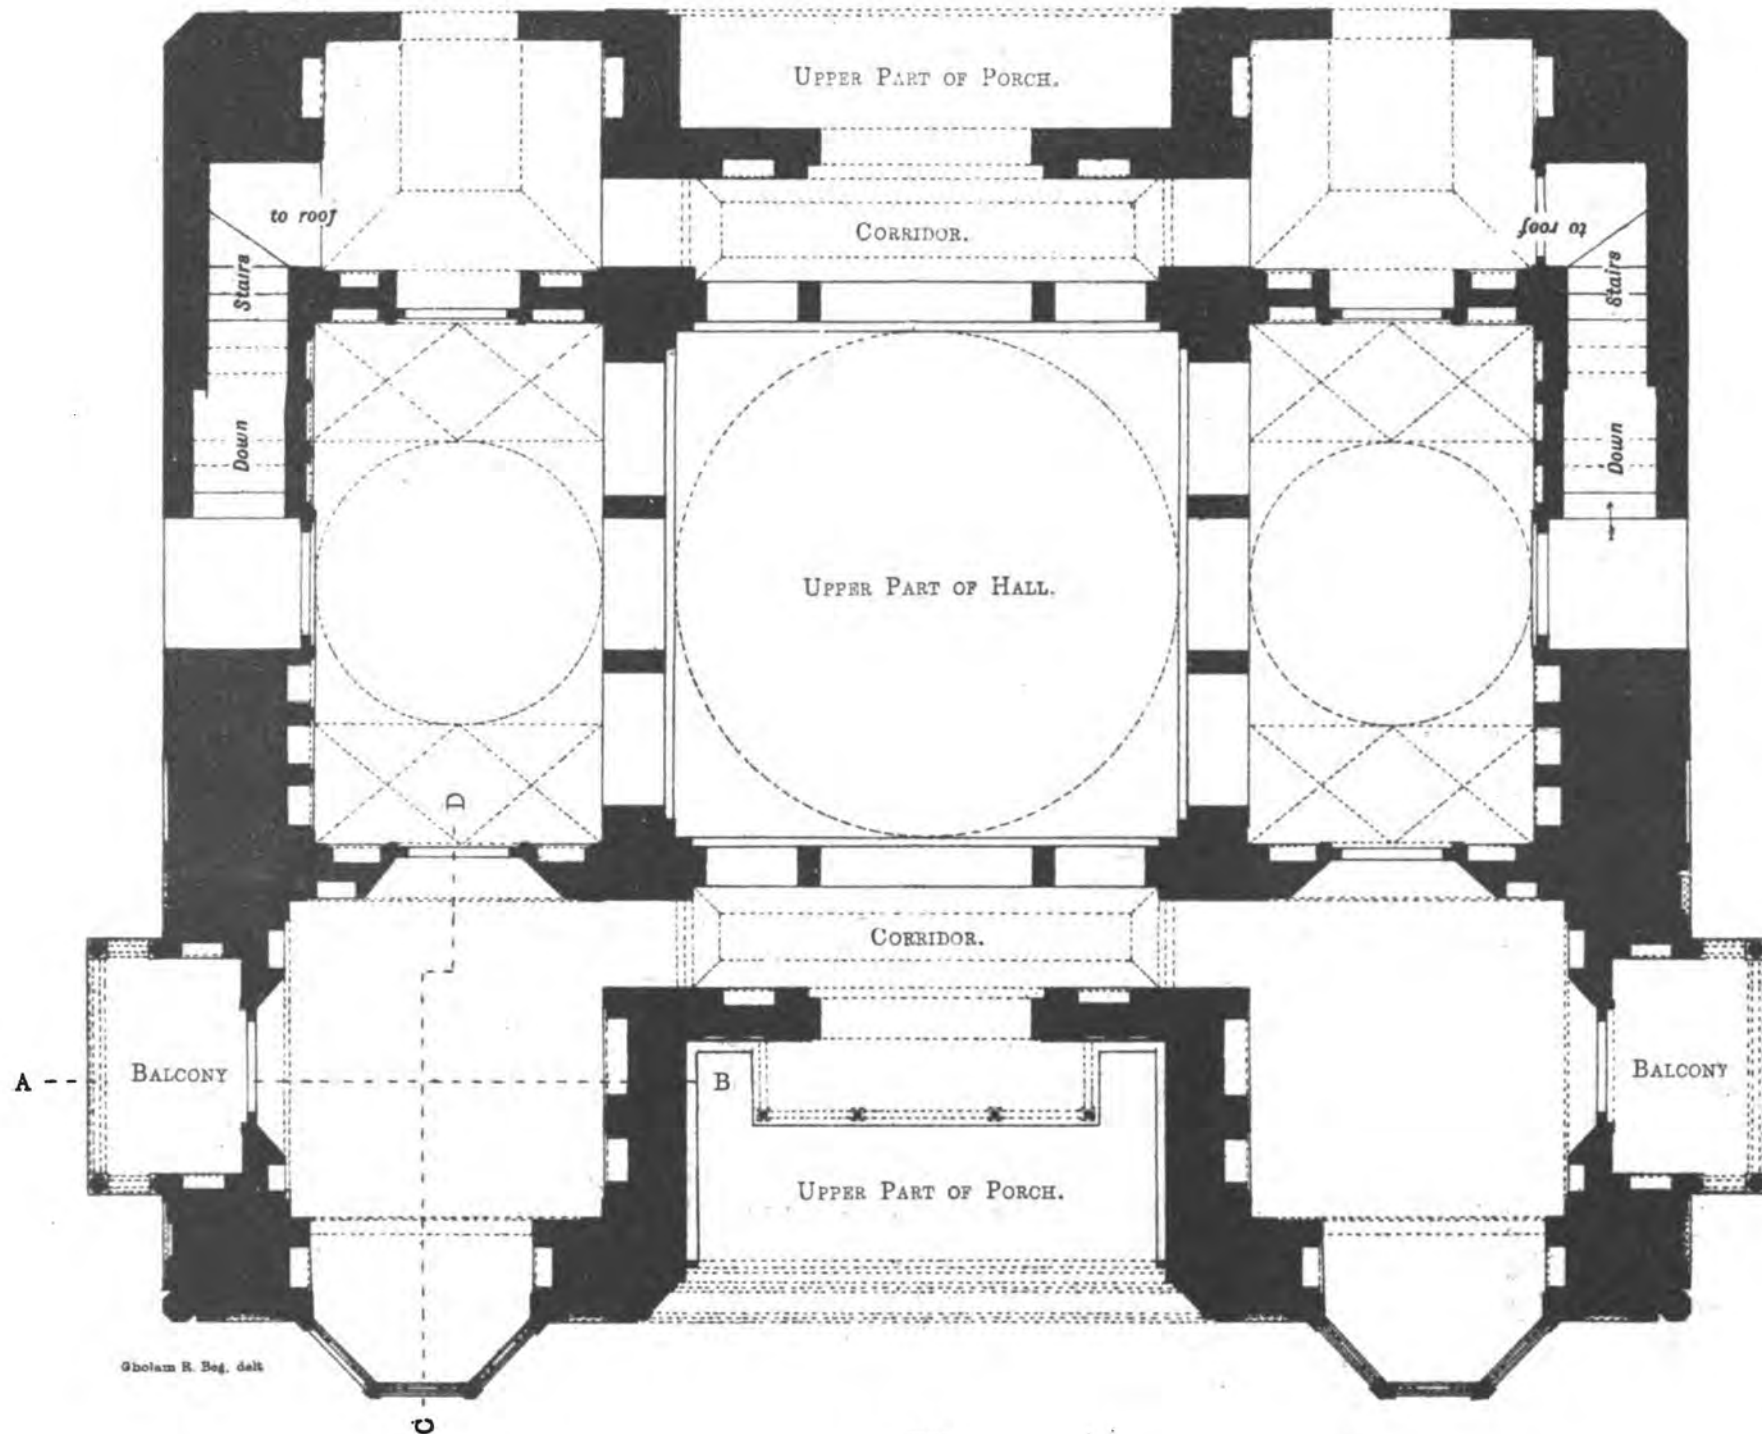 UPPER PART OF PORCH.
to roof
CORRIDOR.
to roof
Stairs
Stairs
Down
Down
UPPER PART OF HALL.
D
CORRIDOR.
A
BALCONY
B
BALCONY
UPPER PART OF PORCH.
Gholam R. Beg, delt
C